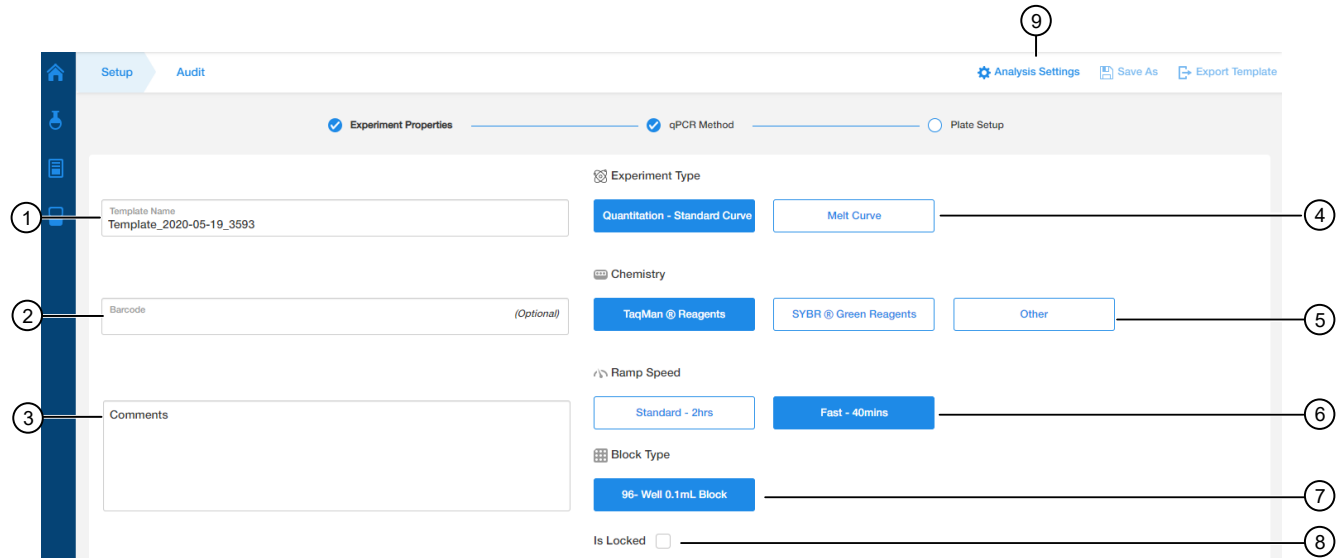 9
Setup Audit Analysis Settings Save As Export Template
Experiment Properties qPCR Method Plate Setup
Experiment Type
1 Template Name
Template_2020-05-19_3593
Quantitation - Standard Curve Melt Curve 4
Chemistry
2 Barcode (Optional)
TaqMan ® Reagents SYBR ® Green Reagents Other 5
Ramp Speed
3 Comments
Standard - 2hrs Fast - 40mins 6
Block Type
96- Well 0.1mL Block 7
Is Locked 8